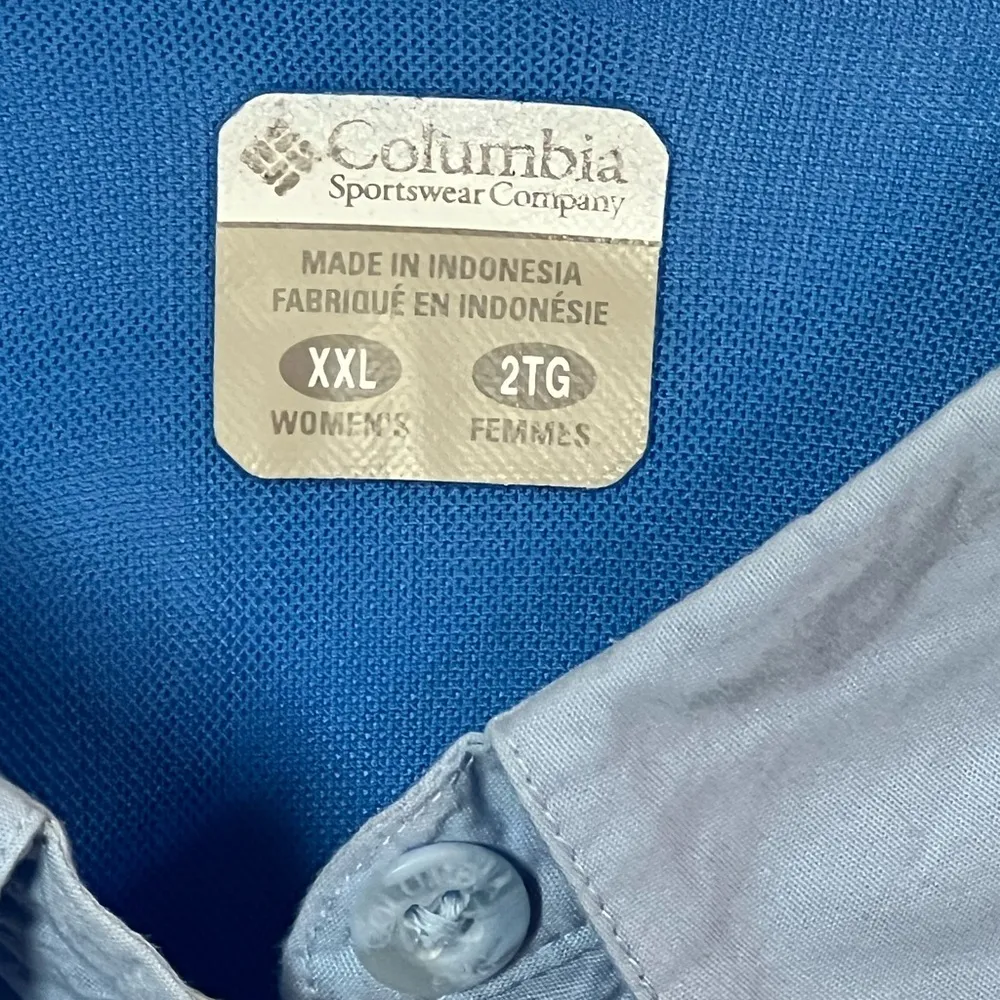 Columbia
Sportswear Company
MADE IN INDONESIA
FABRIQUÉ EN INDONÉSIE
XXL 2TG
WOMEN'S FEMMES